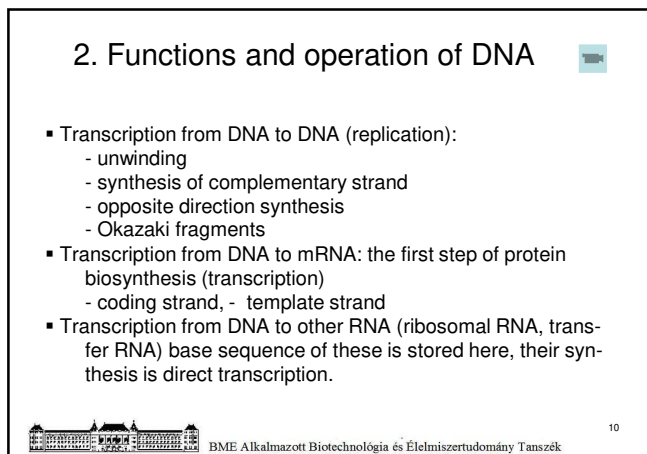 2. Functions and operation of DNA
▪ Transcription from DNA to DNA (replication):
- unwinding
- synthesis of complementary strand
- opposite direction synthesis
- Okazaki fragments
▪ Transcription from DNA to mRNA: the first step of protein
biosynthesis (transcription)
- coding strand, - template strand
▪ Transcription from DNA to other RNA (ribosomal RNA, trans-
fer RNA) base sequence of these is stored here, their syn-
thesis is direct transcription.
10
BME Alkalmazott Biotechnológia és Élelmiszertudomány Tanszék